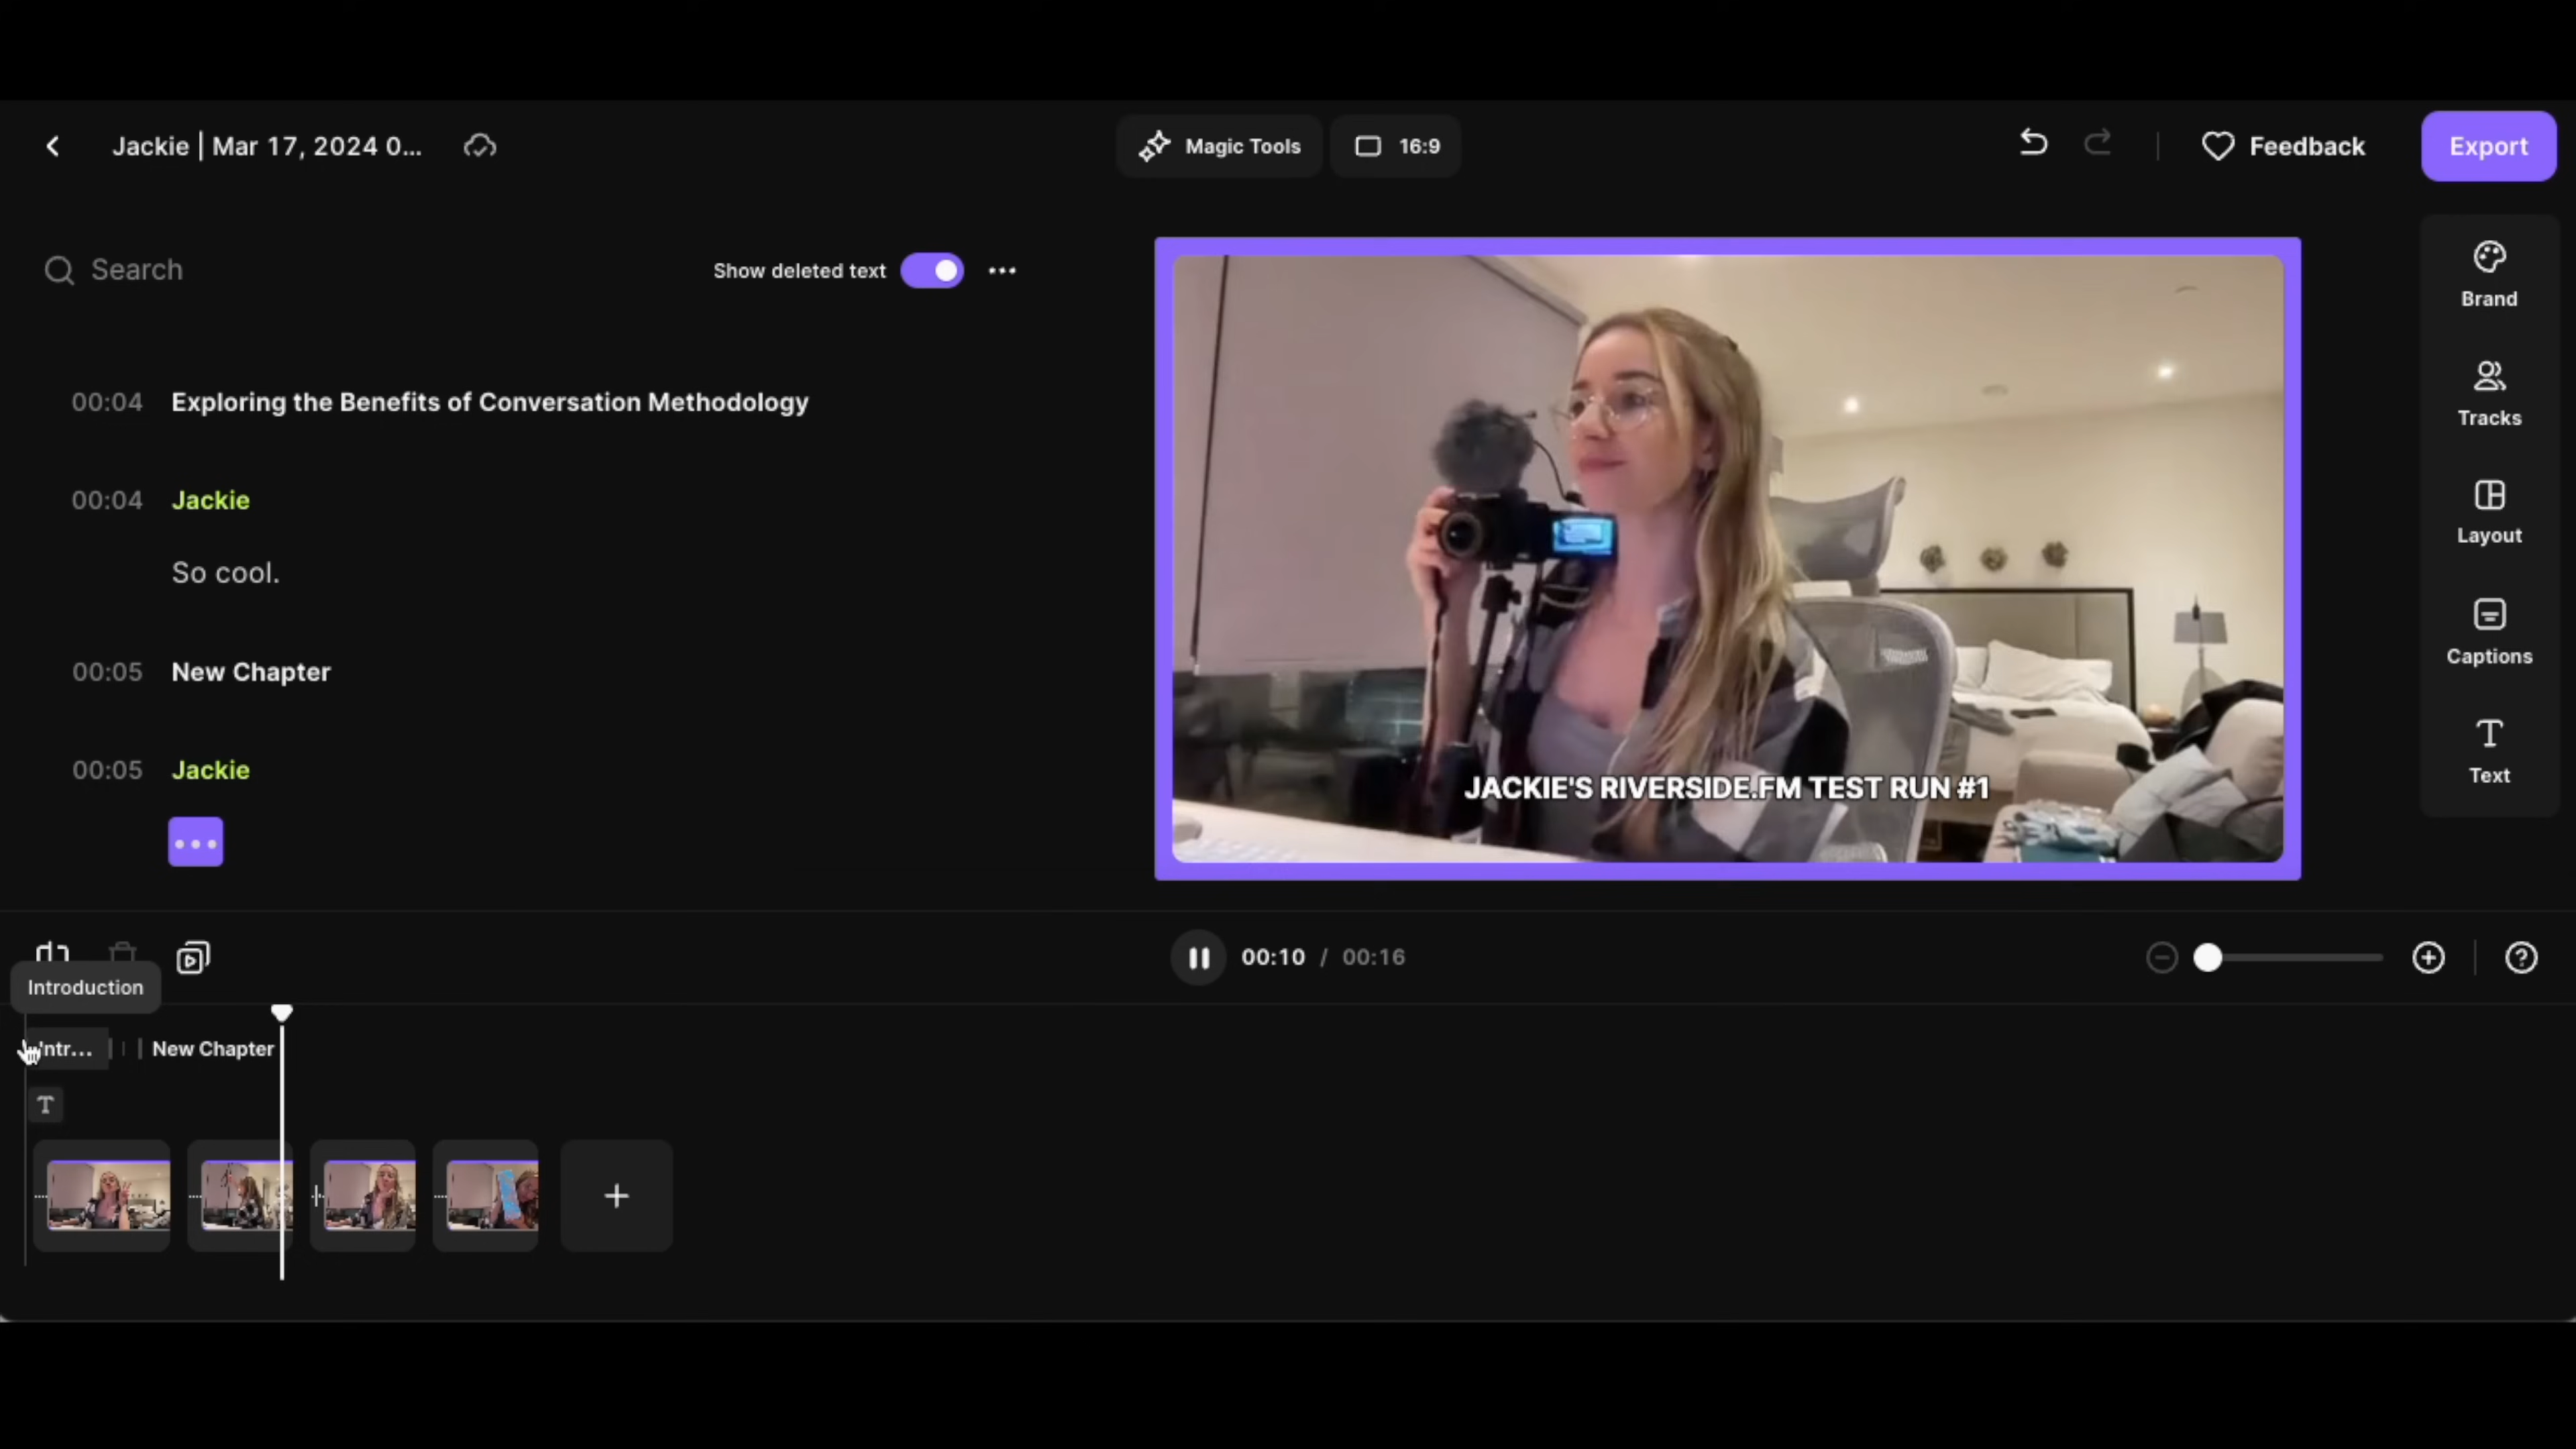 Jackie | Mar 17, 2024 0...
Magic Tools
16:9
Feedback
Export
Search
Show deleted text
00:04 Exploring the Benefits of Conversation Methodology
00:04 Jackie
So cool.
00:05 New Chapter
00:05 Jackie
JACKIE'S RIVERSIDE.FM TEST RUN #1
Brand
Tracks
Layout
Captions
Text
00:10 / 00:16
Introduction
Intr...
New Chapter
T